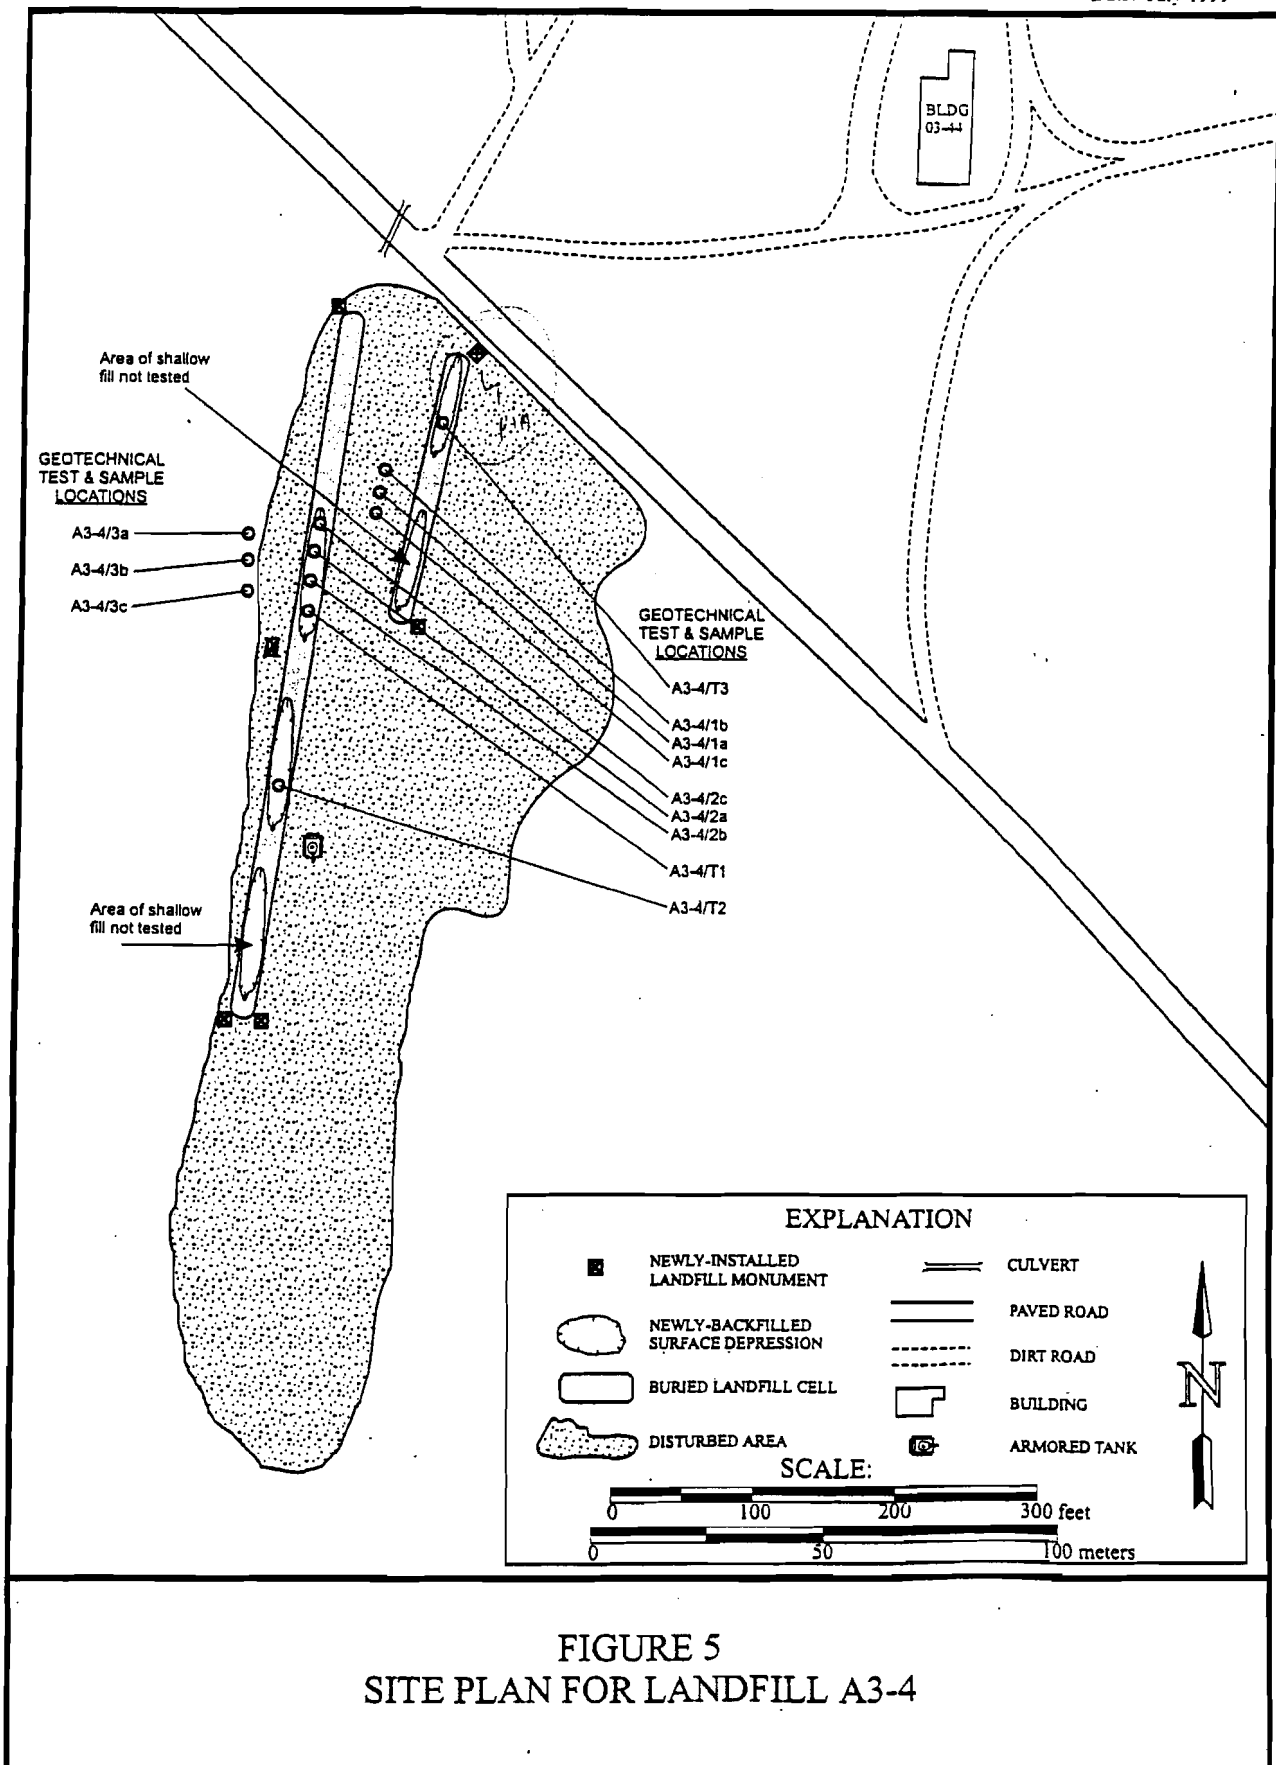 BLDG
03-44
Area of shallow
fill not tested
GEOTECHNICAL
TEST & SAMPLE
LOCATIONS
A3-4/3a
A3-4/3b
A3-4/3c
GEOTECHNICAL
TEST & SAMPLE
LOCATIONS
A3-4/T3
A3-4/1b
A3-4/1a
A3-4/1c
A3-4/2c
A3-4/2a
A3-4/2b
A3-4/T1
A3-4/T2
Area of shallow
fill not tested
EXPLANATION
NEWLY-INSTALLED
LANDFILL MONUMENT
NEWLY-BACKFILLED
SURFACE DEPRESSION
BURIED LANDFILL CELL
DISTURBED AREA
CULVERT
PAVED ROAD
DIRT ROAD
BUILDING
ARMORED TANK
N
SCALE:
0 100 200 300 feet
0 50 100 meters
FIGURE 5
SITE PLAN FOR LANDFILL A3-4